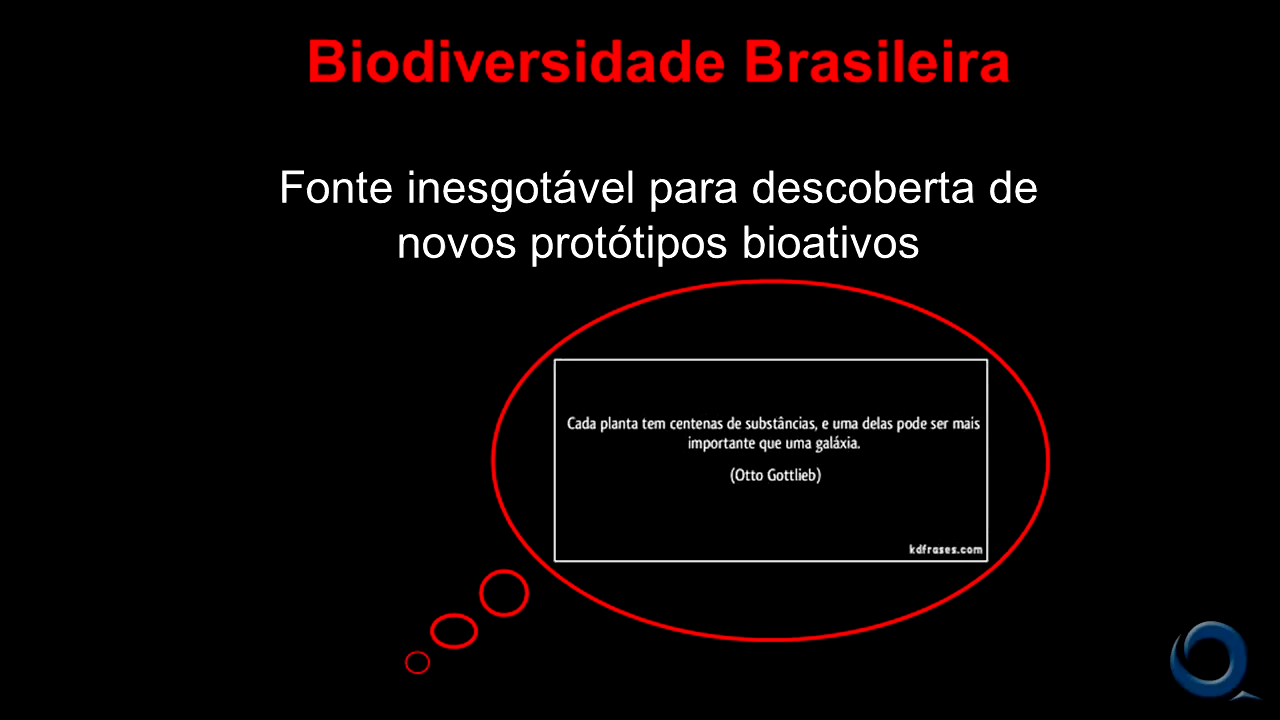 Biodiversidade Brasileira
Fonte inesgotável para descoberta de
novos protótipos bioativos
Cada planta tem centenas de substâncias, e uma delas pode ser mais
importante que uma galáxia.
(Otto Gottlieb)
kdfrases.com